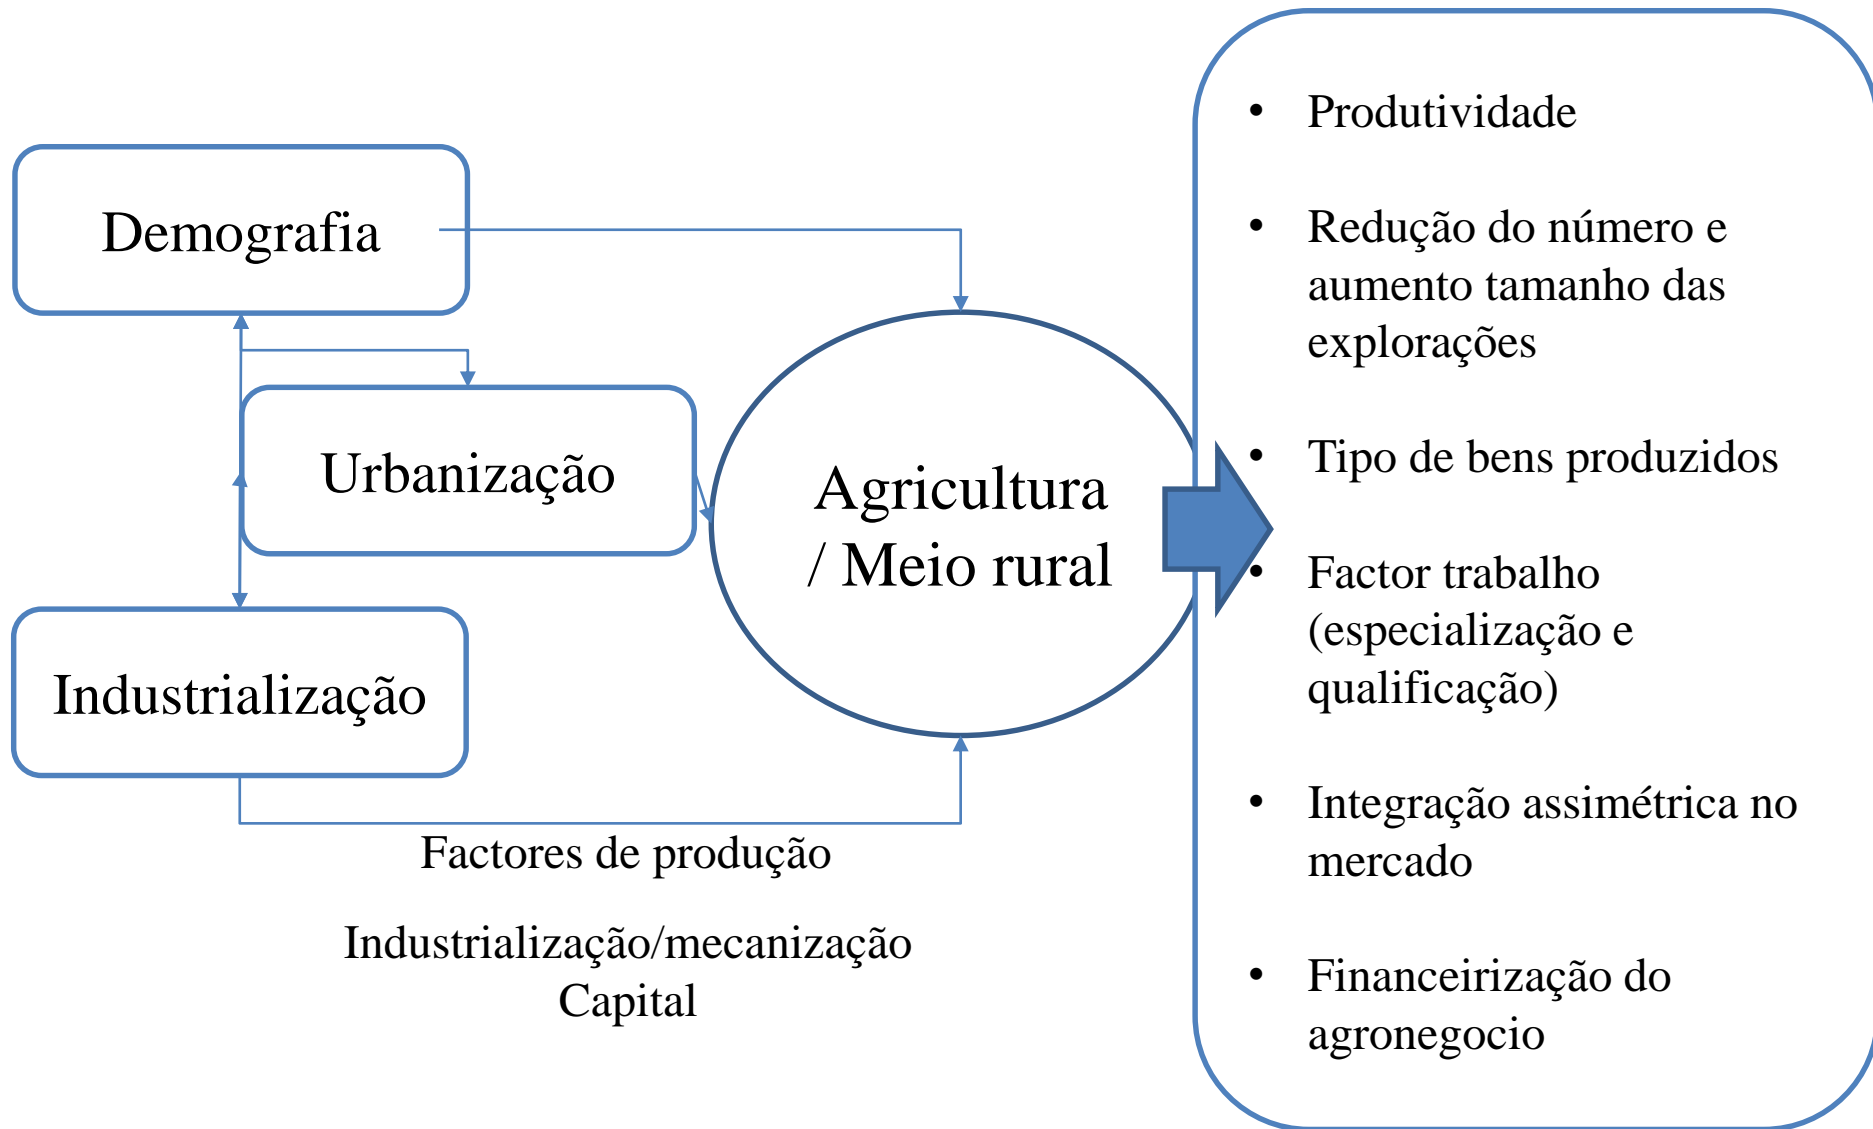 Demografia
Urbanização
Industrialização
Agricultura
/ Meio rural
Factores de produção
Industrialização/mecanização
Capital
• Produtividade
• Redução do número e
aumento tamanho das
explorações
• Tipo de bens produzidos
• Factor trabalho
(especialização e
qualificação)
• Integração assimétrica no
mercado
• Financeirização do
agronegocio